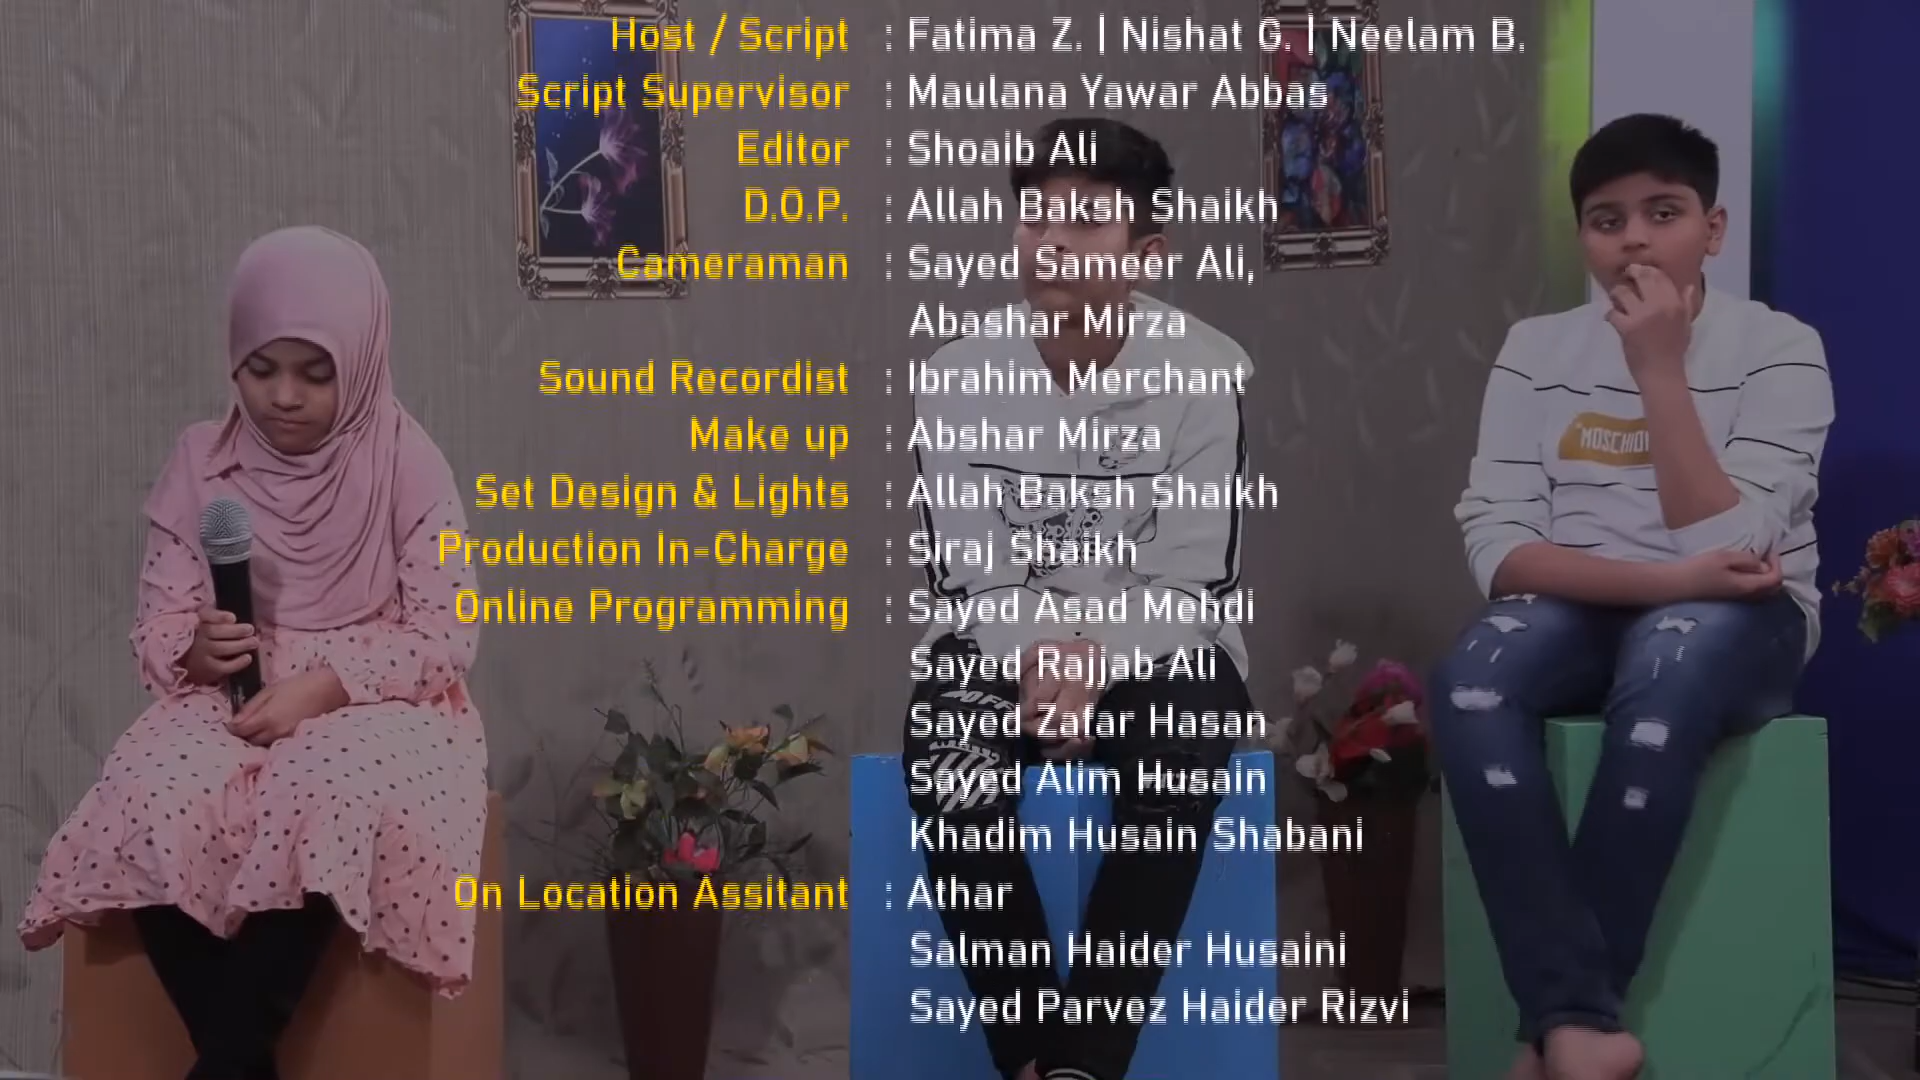 Host / Script : Fatima Z. | Nishat G. | Neelam B.
Script Supervisor : Maulana Yawar Abbas
Editor : Shoaib Ali
D.O.P. : Allah Baksh Shaikh
Cameraman : Sayed Sameer Ali,
Abashar Mirza
Sound Recordist : Ibrahim Merchant
Make up : Abshar Mirza
Set Design & Lights : Allah Baksh Shaikh
Production In-Charge : Siraj Shaikh
Online Programming : Sayed Asad Mehdi
Sayed Rajjab Ali
Sayed Zafar Hasan
Sayed Alim Husain
Khadim Husain Shabani
On Location Assitant : Athar
Salman Haider Husaini
Sayed Parvez Haider Rizvi
OFF